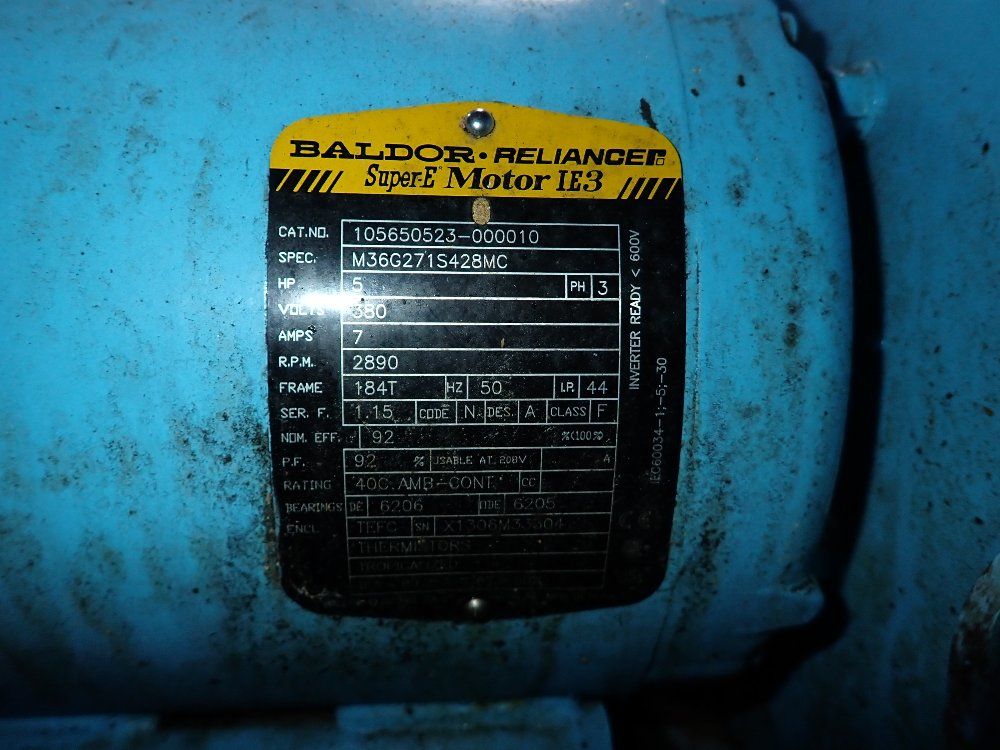 BALDOR · RELIANCER
Super-E Motor IE3
CAT.NO. 105650523-000010
SPEC. M36G271S428MC
HP 5 PH 3
VOLTS 380
AMPS 7
R.P.M. 2890
FRAME 184T HZ 50 I.P. 44
SER. F. 1.15 CODE N DES. A CLASS F
NOM. EFF. 92 %(100%)
P.F. 92 % USABLE AT 208V A
RATING 40C AMB-CONT. CC
BEARINGS DE 6206 ODE 6205
ENCL. TEFC SN X1306M33504
THERMISTORS
INVERTER READY < 600V
IEC60034-1;-5;-30